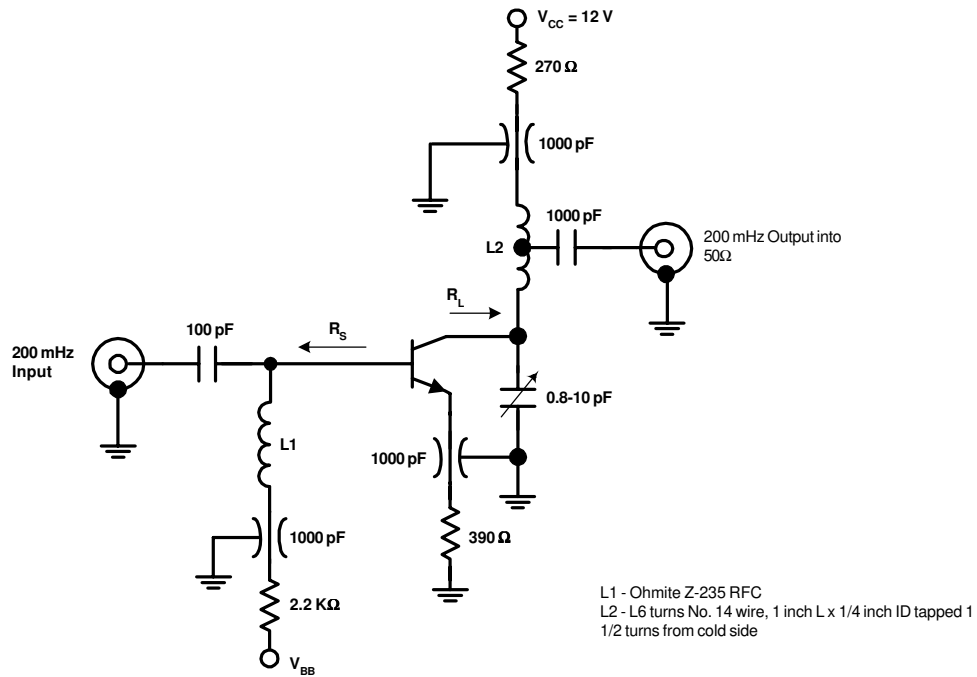 V_CC = 12 V
270 Ω
1000 pF
1000 pF
L2
200 mHz Output into
50Ω
R_L
R_S
100 pF
200 mHz
Input
0.8-10 pF
L1
1000 pF
1000 pF
390 Ω
2.2 KΩ
V_BB
L1 - Ohmite Z-235 RFC
L2 - L6 turns No. 14 wire, 1 inch L x 1/4 inch ID tapped 1
1/2 turns from cold side